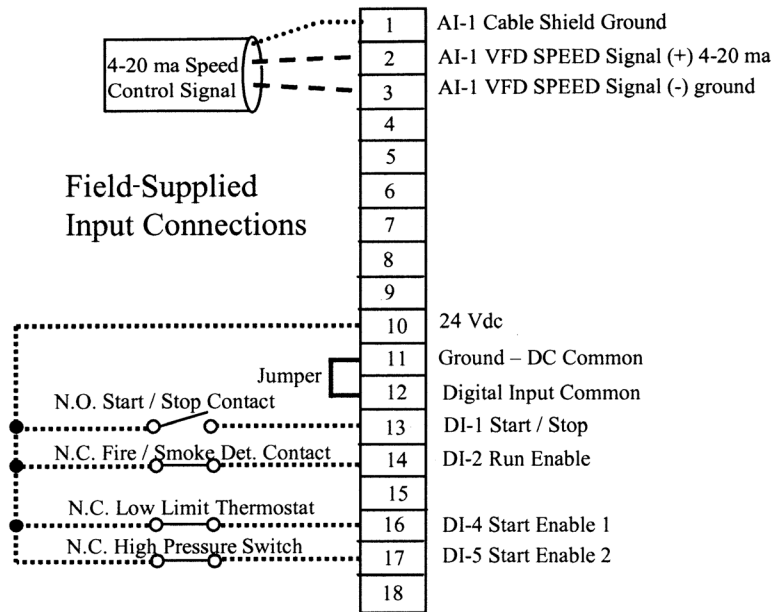 1 AI-1 Cable Shield Ground
4-20 ma Speed
Control Signal
2 AI-1 VFD SPEED Signal (+) 4-20 ma
3 AI-1 VFD SPEED Signal (-) ground
4
5
Field-Supplied
Input Connections
6
7
8
9
10 24 Vdc
11 Ground – DC Common
Jumper
12 Digital Input Common
N.O. Start / Stop Contact
13 DI-1 Start / Stop
N.C. Fire / Smoke Det. Contact
14 DI-2 Run Enable
15
N.C. Low Limit Thermostat
16 DI-4 Start Enable 1
N.C. High Pressure Switch
17 DI-5 Start Enable 2
18